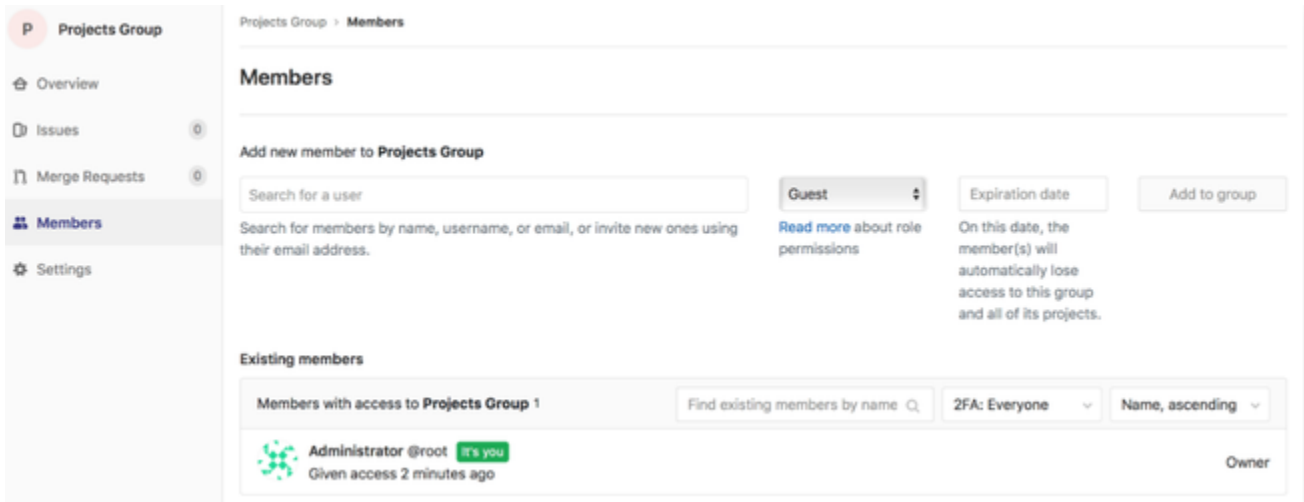 P Projects Group
Overview
Issues 0
Merge Requests 0
Members
Settings
Projects Group › Members
Members
Add new member to Projects Group
Search for a user
Search for members by name, username, or email, or invite new ones using
their email address.
Guest
Read more about role
permissions
Expiration date
On this date, the
member(s) will
automatically lose
access to this group
and all of its projects.
Add to group
Existing members
Members with access to Projects Group 1
Find existing members by name
2FA: Everyone
Name, ascending
Administrator @root It's you
Given access 2 minutes ago
Owner